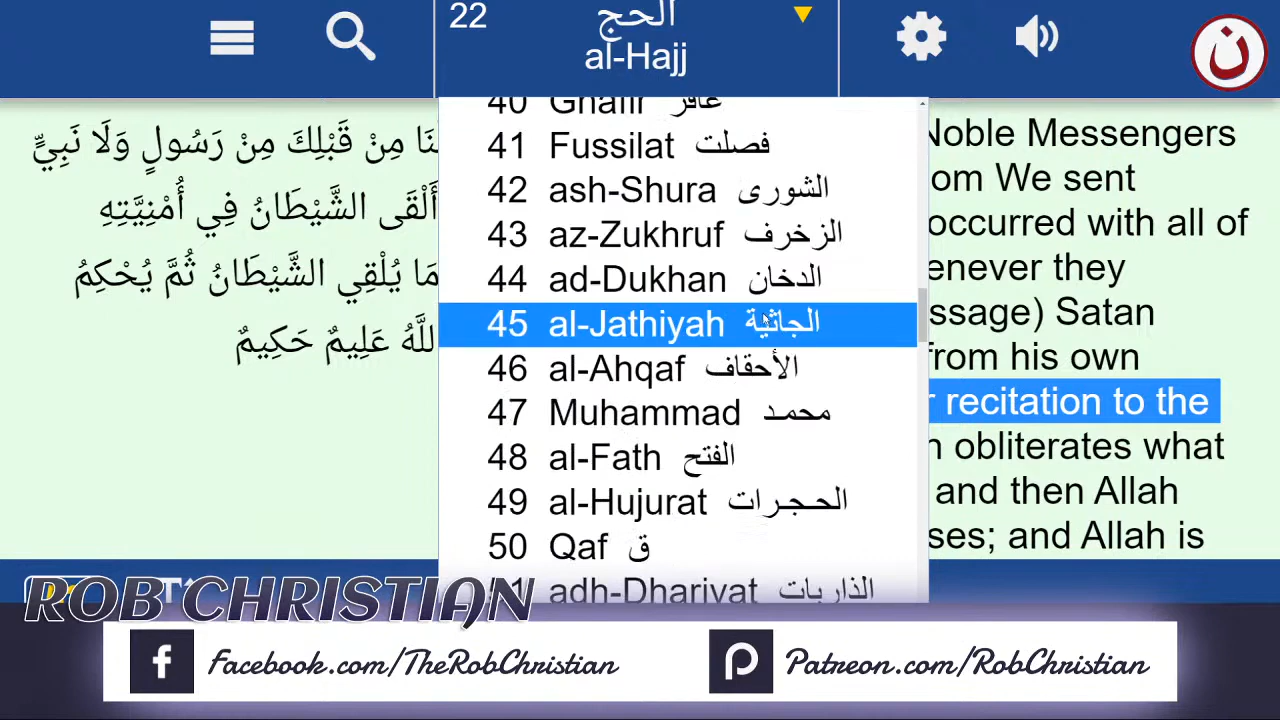 22
الحج
al-Hajj
ن
نَا مِنْ قَبْلِكَ مِنْ رَسُولٍ وَلَا نَبِيٍّ
أَلْقَى الشَّيْطَانُ فِي أُمْنِيَّتِهِ
مَا يُلْقِي الشَّيْطَانُ ثُمَّ يُحْكِمُ
للَّهُ عَلِيمٌ حَكِيمٌ
40 Ghafir غافر
41 Fussilat فصلت
42 ash-Shura الشورى
43 az-Zukhruf الزخرف
44 ad-Dukhan الدخان
45 al-Jathiyah الجاثية
46 al-Ahqaf الأحقاف
47 Muhammad محمد
48 al-Fath الفتح
49 al-Hujurat الحجرات
50 Qaf ق
adh-Dhariyat الذاريات
Noble Messengers
om We sent
occurred with all of
enever they
ssage) Satan
from his own
r recitation to the
n obliterates what
and then Allah
ses; and Allah is
ROB CHRISTIAN
Facebook.com/TheRobChristian
Patreon.com/RobChristian